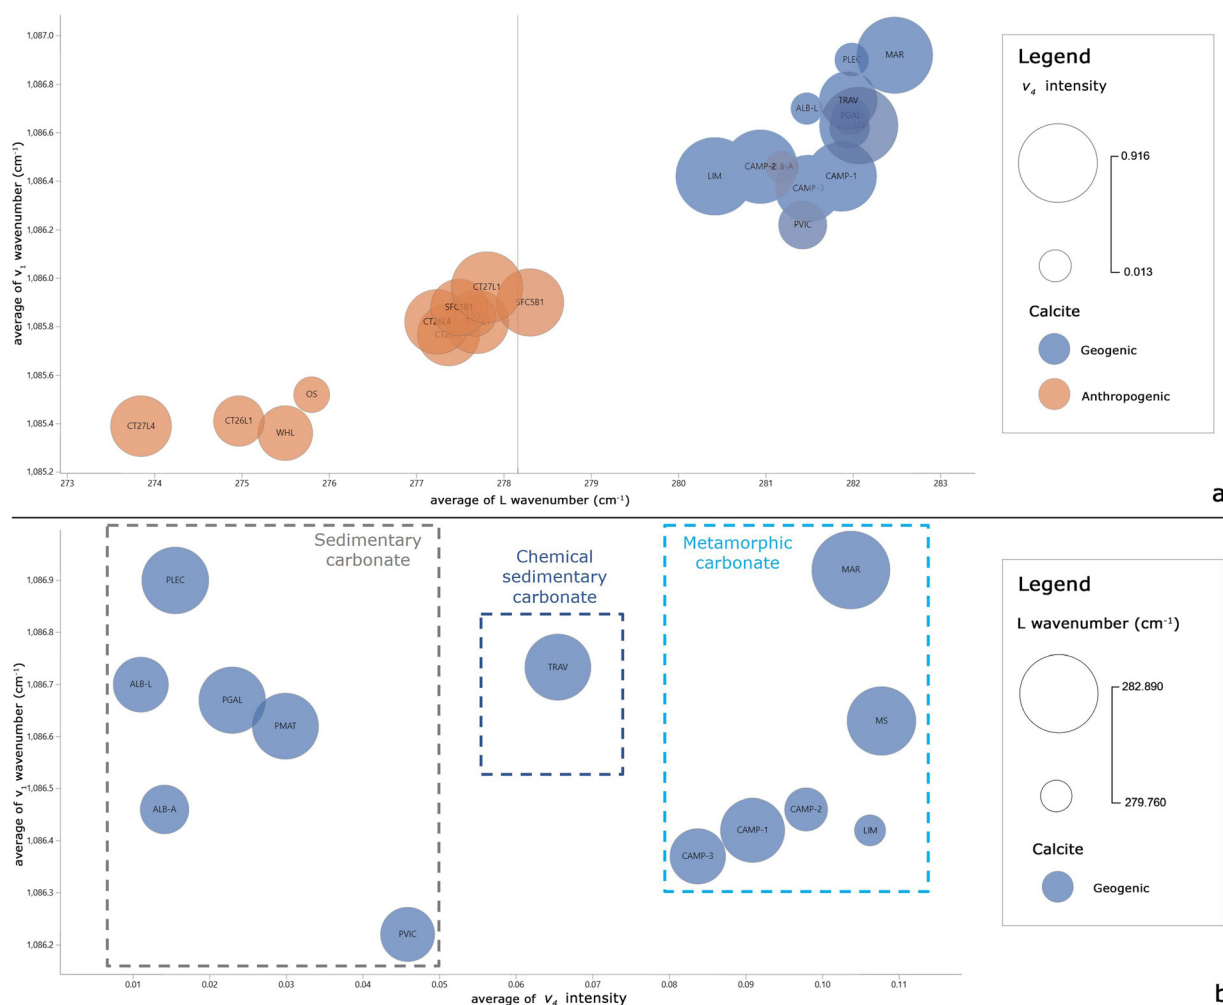 1,087.0
1,086.8
1,086.6
1,086.4
1,086.2
1,086.0
1,085.8
1,085.6
1,085.4
1,085.2
average of v₁ wavenumber (cm⁻¹)
PLEC
MAR
ALB-L
TRAV
PGAL
LIM
CAMP-2
CAMP-3
CAMP-1
PVIC
CT27L1
SFC1B1
SFC5B1
CT26L4
OS
CT27L4
CT26L1
WHL
273
274
275
276
277
278
279
280
281
282
283
average of L wavenumber (cm⁻¹)
Legend
v₄ intensity
0.916
0.013
Calcite
Geogenic
Anthropogenic
a
1,086.9
1,086.8
1,086.7
1,086.6
1,086.5
1,086.4
1,086.3
1,086.2
average of v₁ wavenumber (cm⁻¹)
Sedimentary
carbonate
Chemical
sedimentary
carbonate
Metamorphic
carbonate
PLEC
MAR
ALB-L
PGAL
PMAT
TRAV
MS
ALB-A
CAMP-2
CAMP-1
LIM
CAMP-3
PVIC
0.01
0.02
0.03
0.04
0.05
0.06
0.07
0.08
0.09
0.10
0.11
average of v₄ intensity
Legend
L wavenumber (cm⁻¹)
282.890
279.760
Calcite
Geogenic
b